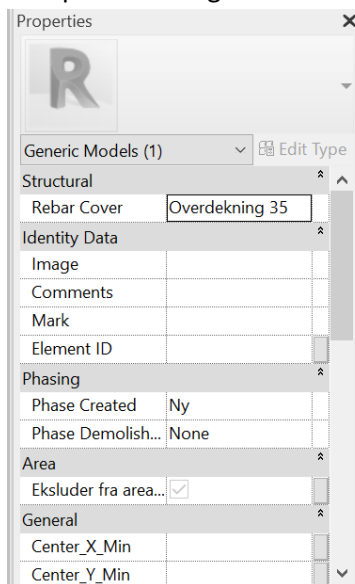 Properties
R
Generic Models (1) Edit Type
Structural
Rebar Cover Overdekning 35
Identity Data
Image
Comments
Mark
Element ID
Phasing
Phase Created Ny
Phase Demolish... None
Area
Eksluder fra area...
General
Center_X_Min
Center_Y_Min